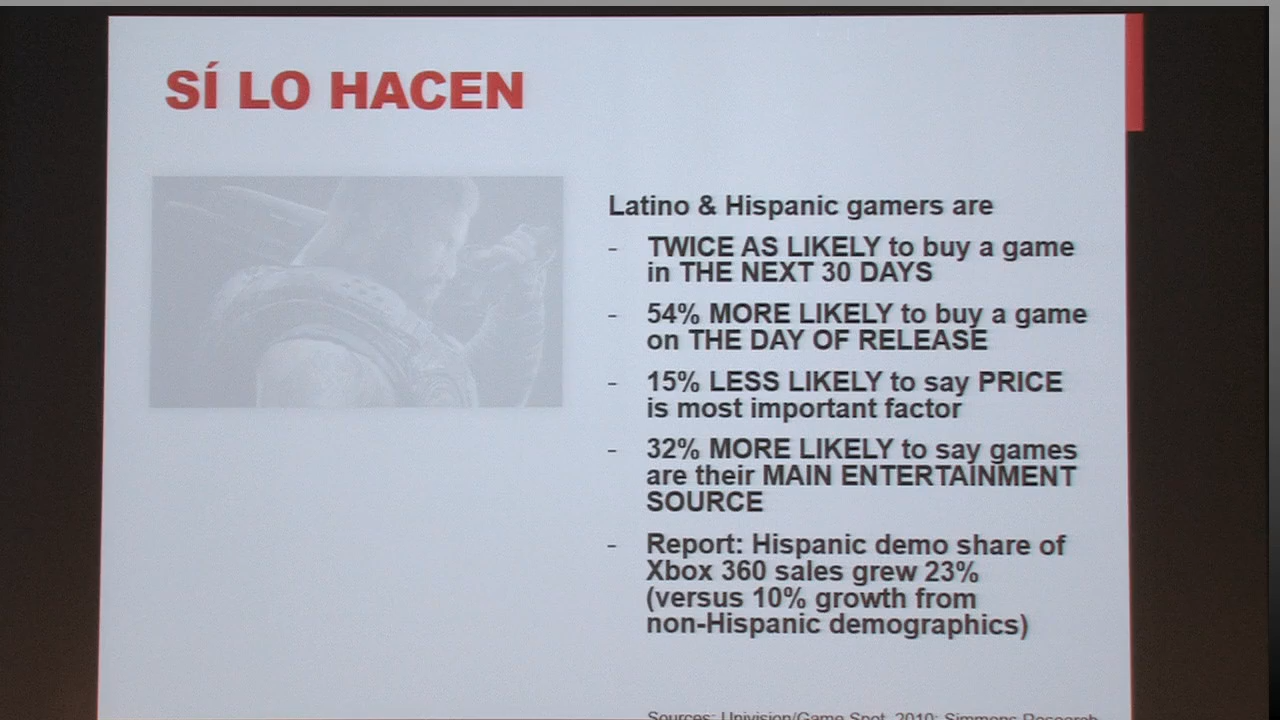 SÍ LO HACEN
Latino & Hispanic gamers are
- TWICE AS LIKELY to buy a game
in THE NEXT 30 DAYS
- 54% MORE LIKELY to buy a game
on THE DAY OF RELEASE
- 15% LESS LIKELY to say PRICE
is most important factor
- 32% MORE LIKELY to say games
are their MAIN ENTERTAINMENT
SOURCE
- Report: Hispanic demo share of
Xbox 360 sales grew 23%
(versus 10% growth from
non-Hispanic demographics)
Sources: Univision/Game Spot, 2010; Simmons Research